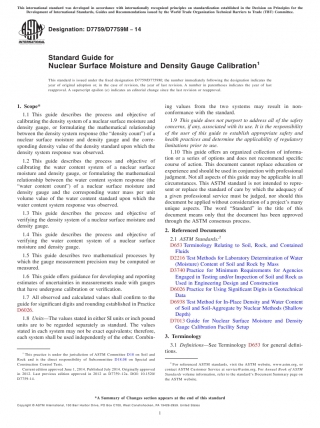 This international standard was developed in accordance with internationally recognized principles on standardization established in the Decision on Principles for the
Development of International Standards, Guides and Recommendations issued by the World Trade Organization Technical Barriers to Trade (TBT) Committee.
Designation: D7759/D7759M − 14
Standard Guide for
Nuclear Surface Moisture and Density Gauge Calibration1
This standard is issued under the fixed designation D7759/D7759M; the number immediately following the designation indicates the
year of original adoption or, in the case of revision, the year of last revision. A number in parentheses indicates the year of last
reapproval. A superscript epsilon (ε) indicates an editorial change since the last revision or reapproval.
1. Scope*
1.1 This guide describes the process and objective of
calibrating the density system of a nuclear surface moisture and
density gauge, or formulating the mathematical relationship
between the density system response (the “density count”) of a
nuclear surface moisture and density gauge and the corre-
sponding density value of the density standard upon which the
density system response was observed.
1.2 This guide describes the process and objective of
calibrating the water content system of a nuclear surface
moisture and density gauge, or formulating the mathematical
relationship between the water content system response (the
“water content count”) of a nuclear surface moisture and
density gauge and the corresponding water mass per unit
volume value of the water content standard upon which the
water content system response was observed.
1.3 This guide describes the process and objective of
verifying the density system of a nuclear surface moisture and
density gauge.
1.4 This guide describes the process and objective of
verifying the water content system of a nuclear surface
moisture and density gauge.
1.5 This guide describes two mathematical processes by
which the gauge measurement precision may be computed or
measured.
1.6 This guide offers guidance for developing and reporting
estimates of uncertainties in measurements made with gauges
that have undergone calibration or verification.
1.7 All observed and calculated values shall conform to the
guide for significant digits and rounding established in Practice
D6026.
1.8 Units—The values stated in either SI units or inch pound
units are to be regarded separately as standard. The values
stated in each system may not be exact equivalents; therefore,
each system shall be used independently of the other. Combin-
1 This practice is under the jurisdiction of ASTM Committee D18 on Soil and
Rock and is the direct responsibility of Subcommittee D18.08 on Special and
Construction Control Tests.
Current edition approved June 1, 2014. Published July 2014. Originally approved
in 2012. Last previous edition approved in 2012 as D7759–12a. DOI: 10.1520/
D7759-14.
ing values from the two systems may result in non-
conformance with the standard.
1.9 This guide does not purport to address all of the safety
concerns, if any, associated with its use. It is the responsibility
of the user of this guide to establish appropriate safety and
health practices and determine the applicability of regulatory
limitations prior to use.
1.10 This guide offers an organized collection of informa-
tion or a series of options and does not recommend specific
course of action. This document cannot replace education or
experience and should be used in conjunction with professional
judgment. Not all aspects of this guide may be applicable in all
circumstances. This ASTM standard is not intended to repre-
sent or replace the standard of care by which the adequacy of
a given professional service must be judged, nor should this
document be applied without consideration of a project's many
unique aspects. The word “Standard” in the title of this
document means only that the document has been approved
through the ASTM consensus process.
2. Referenced Documents
2.1 ASTM Standards:2
D653 Terminology Relating to Soil, Rock, and Contained
Fluids
D2216 Test Methods for Laboratory Determination of Water
(Moisture) Content of Soil and Rock by Mass
D3740 Practice for Minimum Requirements for Agencies
Engaged in Testing and/or Inspection of Soil and Rock as
Used in Engineering Design and Construction
D6026 Practice for Using Significant Digits in Geotechnical
Data
D6938 Test Method for In-Place Density and Water Content
of Soil and Soil-Aggregate by Nuclear Methods (Shallow
Depth)
D7013 Guide for Nuclear Surface Moisture and Density
Gauge Calibration Facility Setup
3. Terminology
3.1 Definitions—See Terminology D653 for general defini-
tions.
2 For referenced ASTM standards, visit the ASTM website, www.astm.org, or
contact ASTM Customer Service at service@astm.org. For Annual Book of ASTM
Standards volume information, refer to the standard's Document Summary page on
the ASTM website.
*A Summary of Changes section appears at the end of this standard
Copyright © ASTM International, 100 Barr Harbor Drive, PO Box C700, West Conshohocken, PA 19428-2959. United States
1